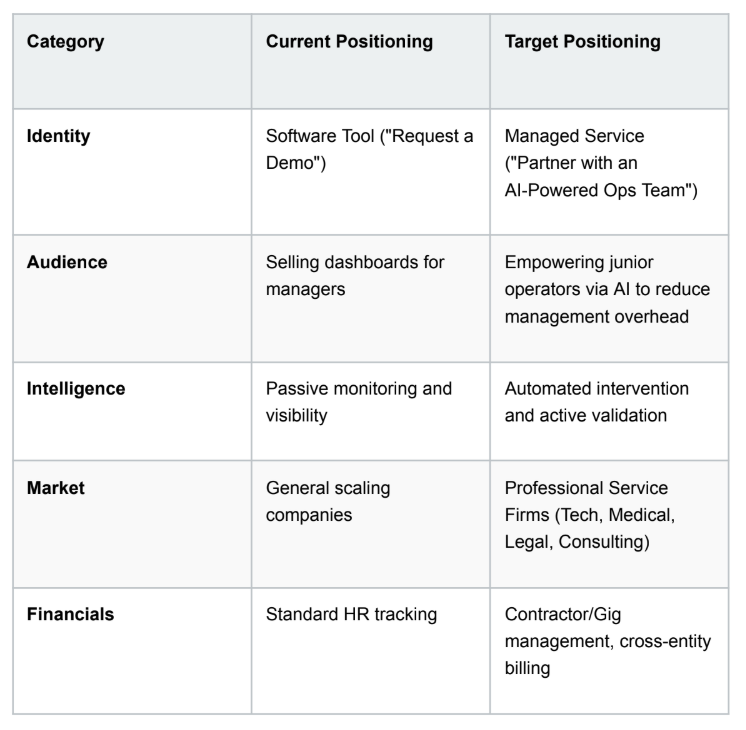 Category
Current Positioning
Target Positioning
Identity
Software Tool ("Request a
Demo")
Managed Service
("Partner with an
AI-Powered Ops Team")
Audience
Selling dashboards for
managers
Empowering junior
operators via AI to reduce
management overhead
Intelligence
Passive monitoring and
visibility
Automated intervention
and active validation
Market
General scaling
companies
Professional Service
Firms (Tech, Medical,
Legal, Consulting)
Financials
Standard HR tracking
Contractor/Gig
management, cross-entity
billing